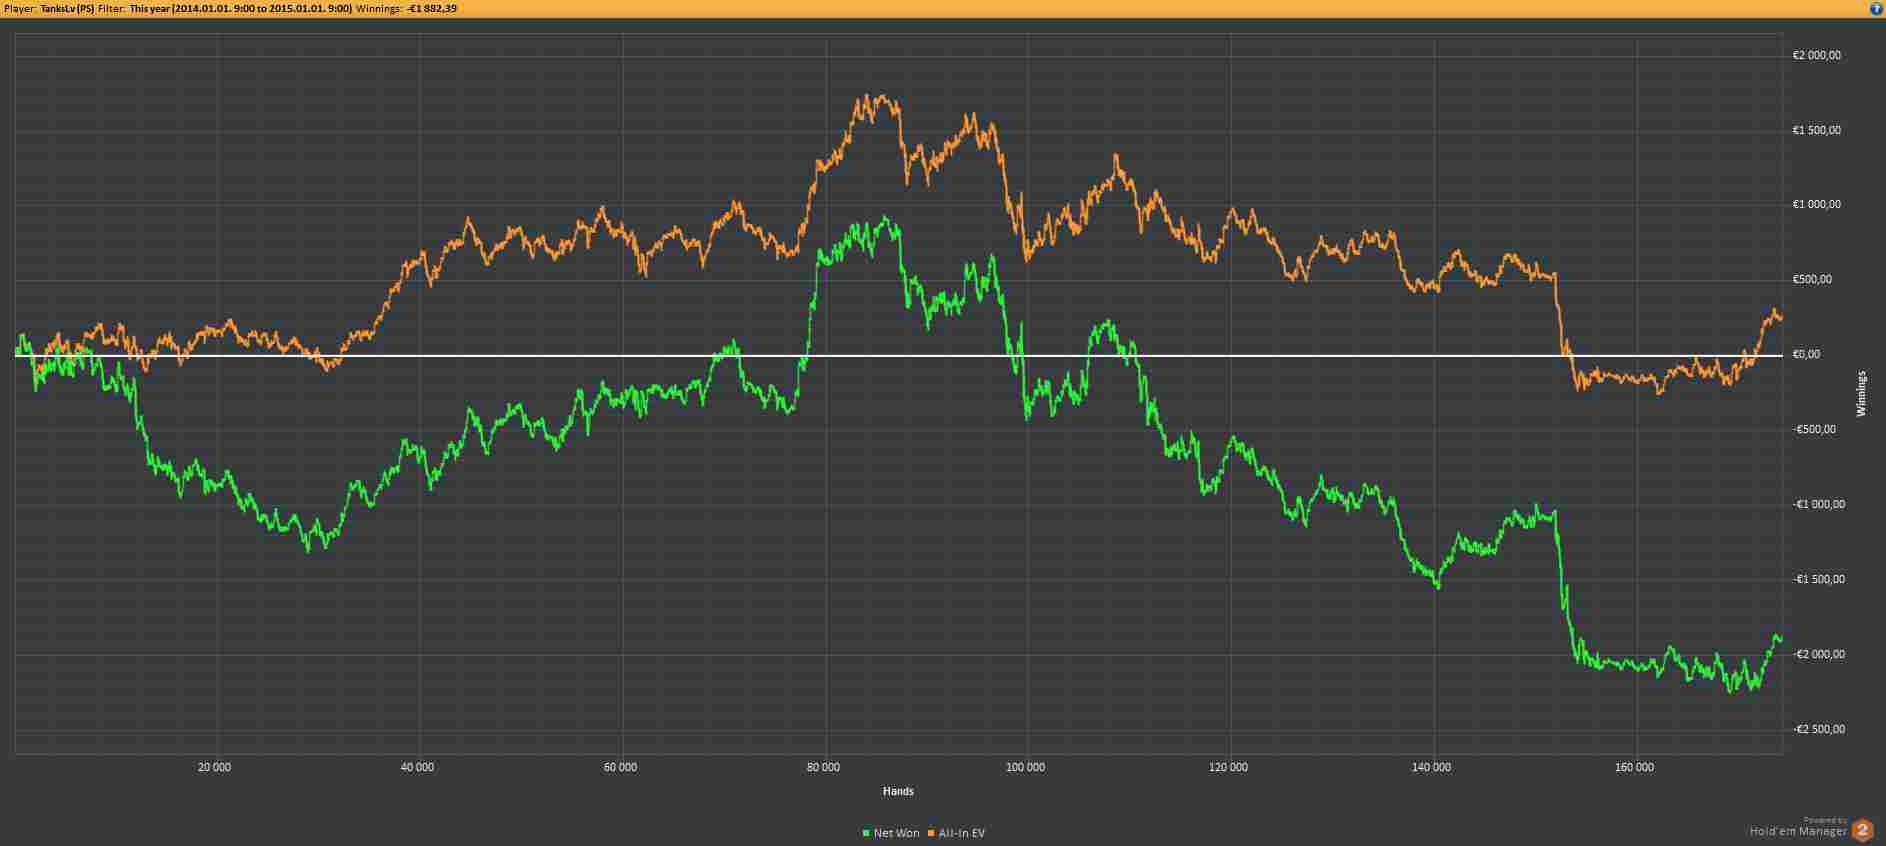 Player: TanksLv (PS) Filter: This year (2014.01.01. 9:00 to 2015.01.01. 9:00) Winnings: -€1 882,39
€2 000,00
€1 500,00
€1 000,00
€500,00
€0,00
-€500,00
-€1 000,00
-€1 500,00
-€2 000,00
-€2 500,00
Winnings
20 000
40 000
60 000
80 000
100 000
120 000
140 000
160 000
Hands
Net Won
All-In EV
Powered by
Hold'em Manager 2